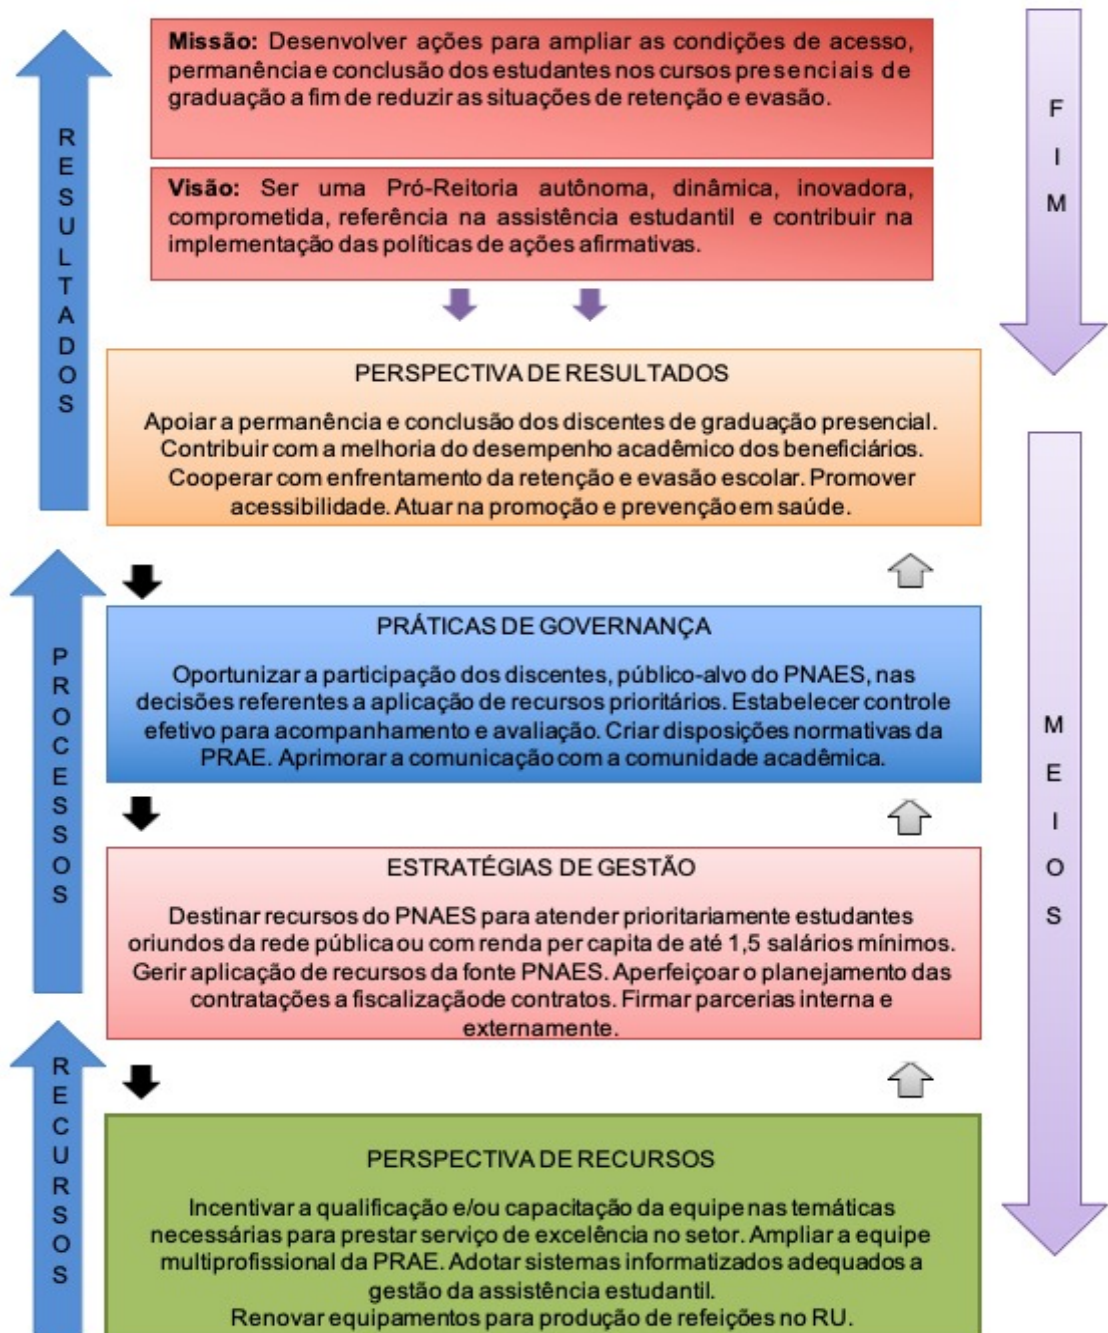 Missão: Desenvolver ações para ampliar as condições de acesso,
permanência e conclusão dos estudantes nos cursos presenciais de
graduação a fim de reduzir as situações de retenção e evasão.
Visão: Ser uma Pró-Reitoria autônoma, dinâmica, inovadora,
comprometida, referência na assistência estudantil e contribuir na
implementação das políticas de ações afirmativas.
RESULTADOS
FIM
PERSPECTIVA DE RESULTADOS
Apoiar a permanência e conclusão dos discentes de graduação presencial.
Contribuir com a melhoria do desempenho acadêmico dos beneficiários.
Cooperar com enfrentamento da retenção e evasão escolar. Promover
acessibilidade. Atuar na promoção e prevenção em saúde.
PROCESSOS
MEIOS
PRÁTICAS DE GOVERNANÇA
Oportunizar a participação dos discentes, público-alvo do PNAES, nas
decisões referentes a aplicação de recursos prioritários. Estabelecer controle
efetivo para acompanhamento e avaliação. Criar disposições normativas da
PRAE. Aprimorar a comunicação com a comunidade acadêmica.
ESTRATÉGIAS DE GESTÃO
Destinar recursos do PNAES para atender prioritariamente estudantes
oriundos da rede pública ou com renda per capita de até 1,5 salários mínimos.
Gerir aplicação de recursos da fonte PNAES. Aperfeiçoar o planejamento das
contratações a fiscalização de contratos. Firmar parcerias interna e
externamente.
RECURSOS
PERSPECTIVA DE RECURSOS
Incentivar a qualificação e/ou capacitação da equipe nas temáticas
necessárias para prestar serviço de excelência no setor. Ampliar a equipe
multiprofissional da PRAE. Adotar sistemas informatizados adequados a
gestão da assistência estudantil.
Renovar equipamentos para produção de refeições no RU.